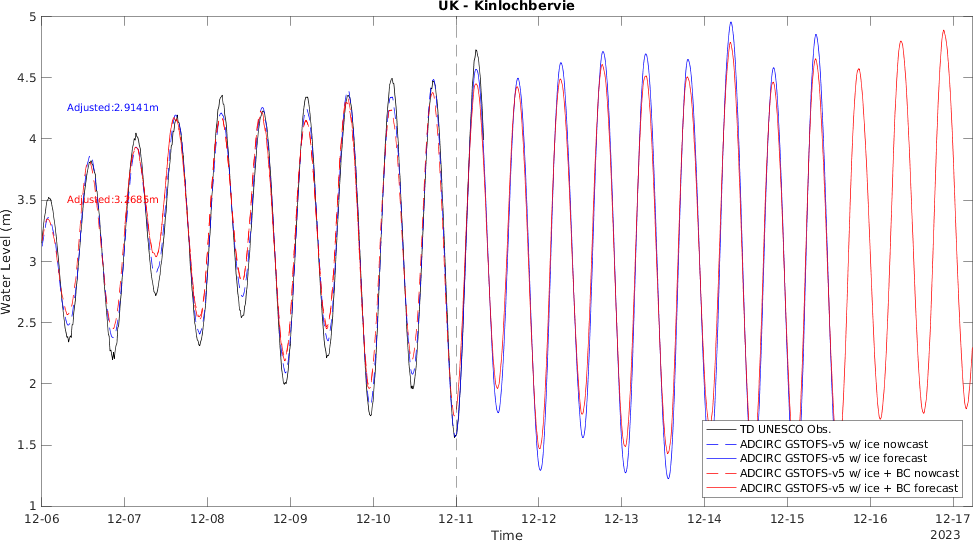 UK - Kinlochbervie
5
4.5
4
3.5
3
2.5
2
1.5
1
Water Level (m)
Adjusted:2.9141m
Adjusted:3.2685m
TD UNESCO Obs.
ADCIRC GSTOFS-v5 w/ ice nowcast
ADCIRC GSTOFS-v5 w/ ice forecast
ADCIRC GSTOFS-v5 w/ ice + BC nowcast
ADCIRC GSTOFS-v5 w/ ice + BC forecast
12-06 12-07 12-08 12-09 12-10 12-11 12-12 12-13 12-14 12-15 12-16 12-17
Time
2023